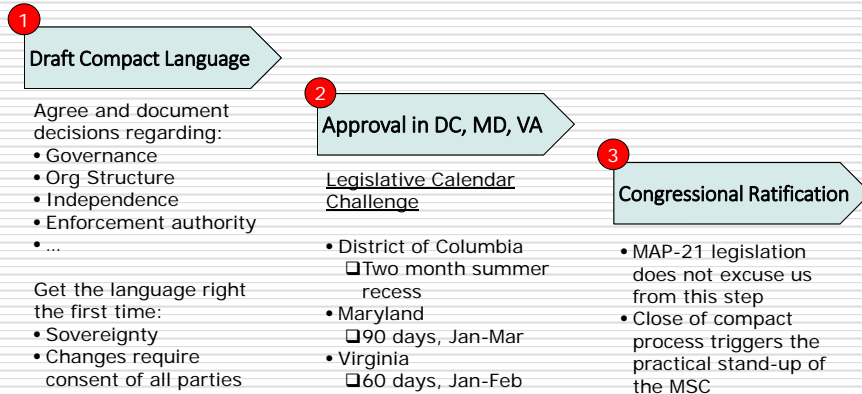 1
Draft Compact Language
Agree and document
decisions regarding:
• Governance
• Org Structure
• Independence
• Enforcement authority
• ...
Get the language right
the first time:
• Sovereignty
• Changes require
consent of all parties
2
Approval in DC, MD, VA
Legislative Calendar
Challenge
• District of Columbia
❑Two month summer
recess
• Maryland
❑90 days, Jan-Mar
• Virginia
❑60 days, Jan-Feb
3
Congressional Ratification
• MAP-21 legislation
does not excuse us
from this step
• Close of compact
process triggers the
practical stand-up of
the MSC